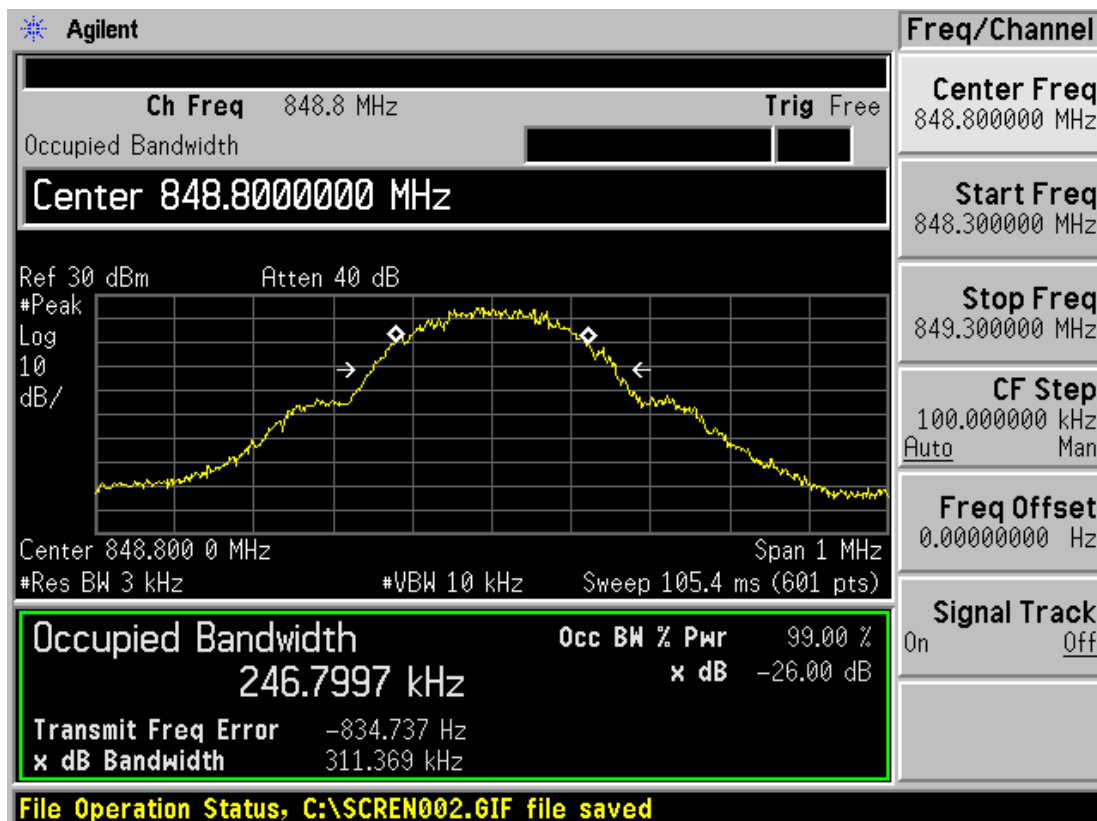 Agilent
Freq/Channel
Ch Freq 848.8 MHz Trig Free
Occupied Bandwidth
Center 848.8000000 MHz
Ref 30 dBm Atten 40 dB
#Peak
Log
10
dB/
Center 848.800 0 MHz Span 1 MHz
#Res BW 3 kHz #VBW 10 kHz Sweep 105.4 ms (601 pts)
Occupied Bandwidth
246.7997 kHz
Occ BW % Pwr 99.00 %
x dB -26.00 dB
Transmit Freq Error -834.737 Hz
x dB Bandwidth 311.369 kHz
File Operation Status, C:\SCREN002.GIF file saved
Center Freq
848.800000 MHz
Start Freq
848.300000 MHz
Stop Freq
849.300000 MHz
CF Step
100.000000 kHz
Auto Man
Freq Offset
0.00000000 Hz
Signal Track
On Off